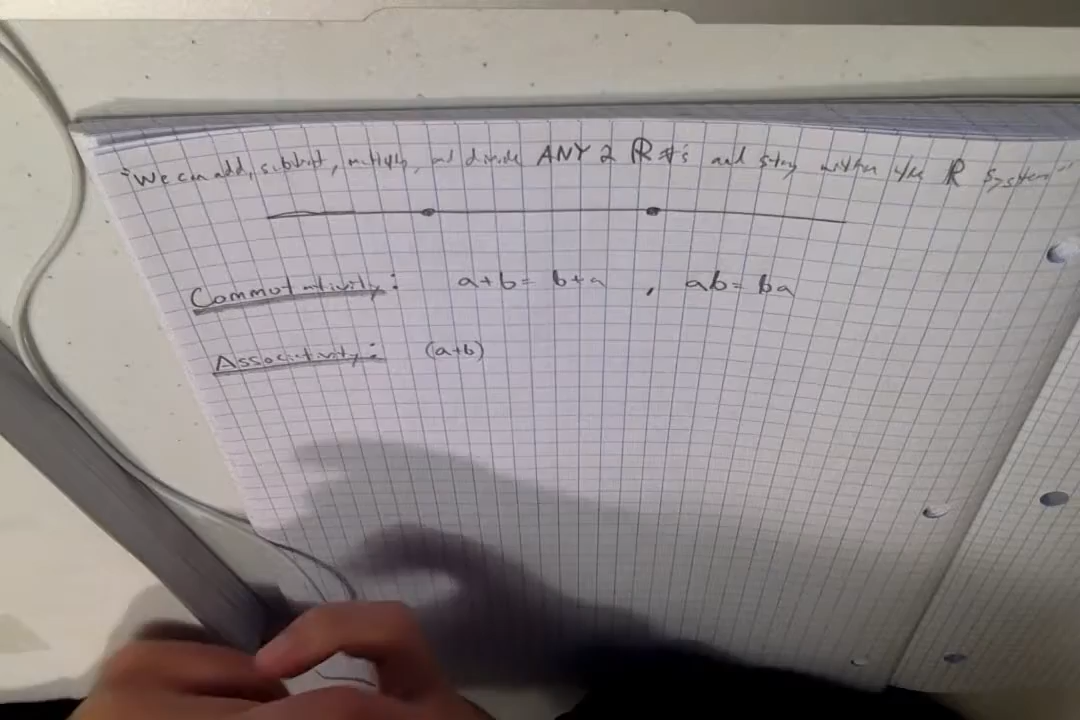 "We can add, subtract, multiply, and divide ANY 2 ℝ #'s and stay within the ℝ system"
Commutativity: a+b= b+a , ab= ba
Associativity: (a+b)